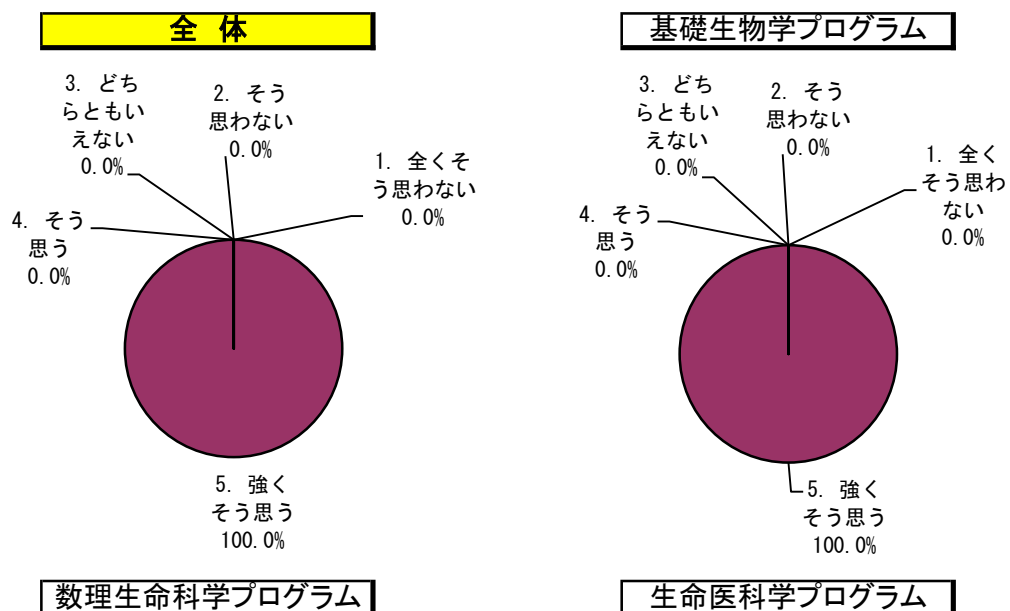 全 体
3. どち
らともい
えない
0.0%
2. そう
思わない
0.0%
1. 全くそ
う思わない
0.0%
4. そう
思う
0.0%
5. 強く
そう思う
100.0%
基礎生物学プログラム
3. どち
らともい
えない
0.0%
2. そう
思わない
0.0%
1. 全く
そう思わ
ない
0.0%
4. そう
思う
0.0%
5. 強く
そう思う
100.0%
数理生命科学プログラム
生命医科学プログラム